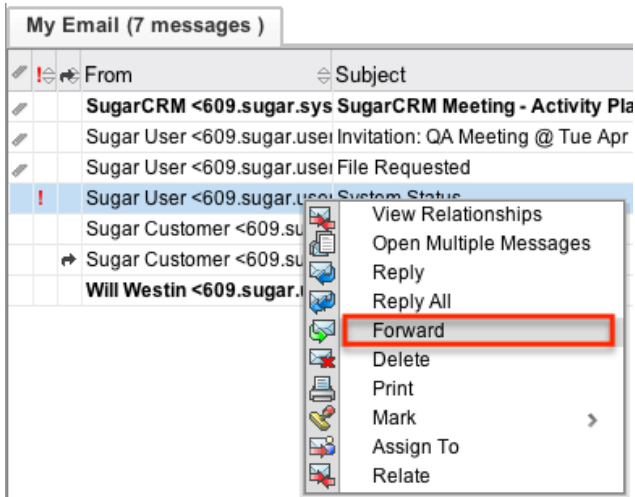 My Email (7 messages )
! From Subject
SugarCRM <609.sugar.sys SugarCRM Meeting - Activity Pla
Sugar User <609.sugar.user Invitation: QA Meeting @ Tue Apr
Sugar User <609.sugar.user File Requested
! Sugar User <609.sugar.user System Status
Sugar Customer <609.su
Sugar Customer <609.su
Will Westin <609.sugar.
View Relationships
Open Multiple Messages
Reply
Reply All
Forward
Delete
Print
Mark
Assign To
Relate